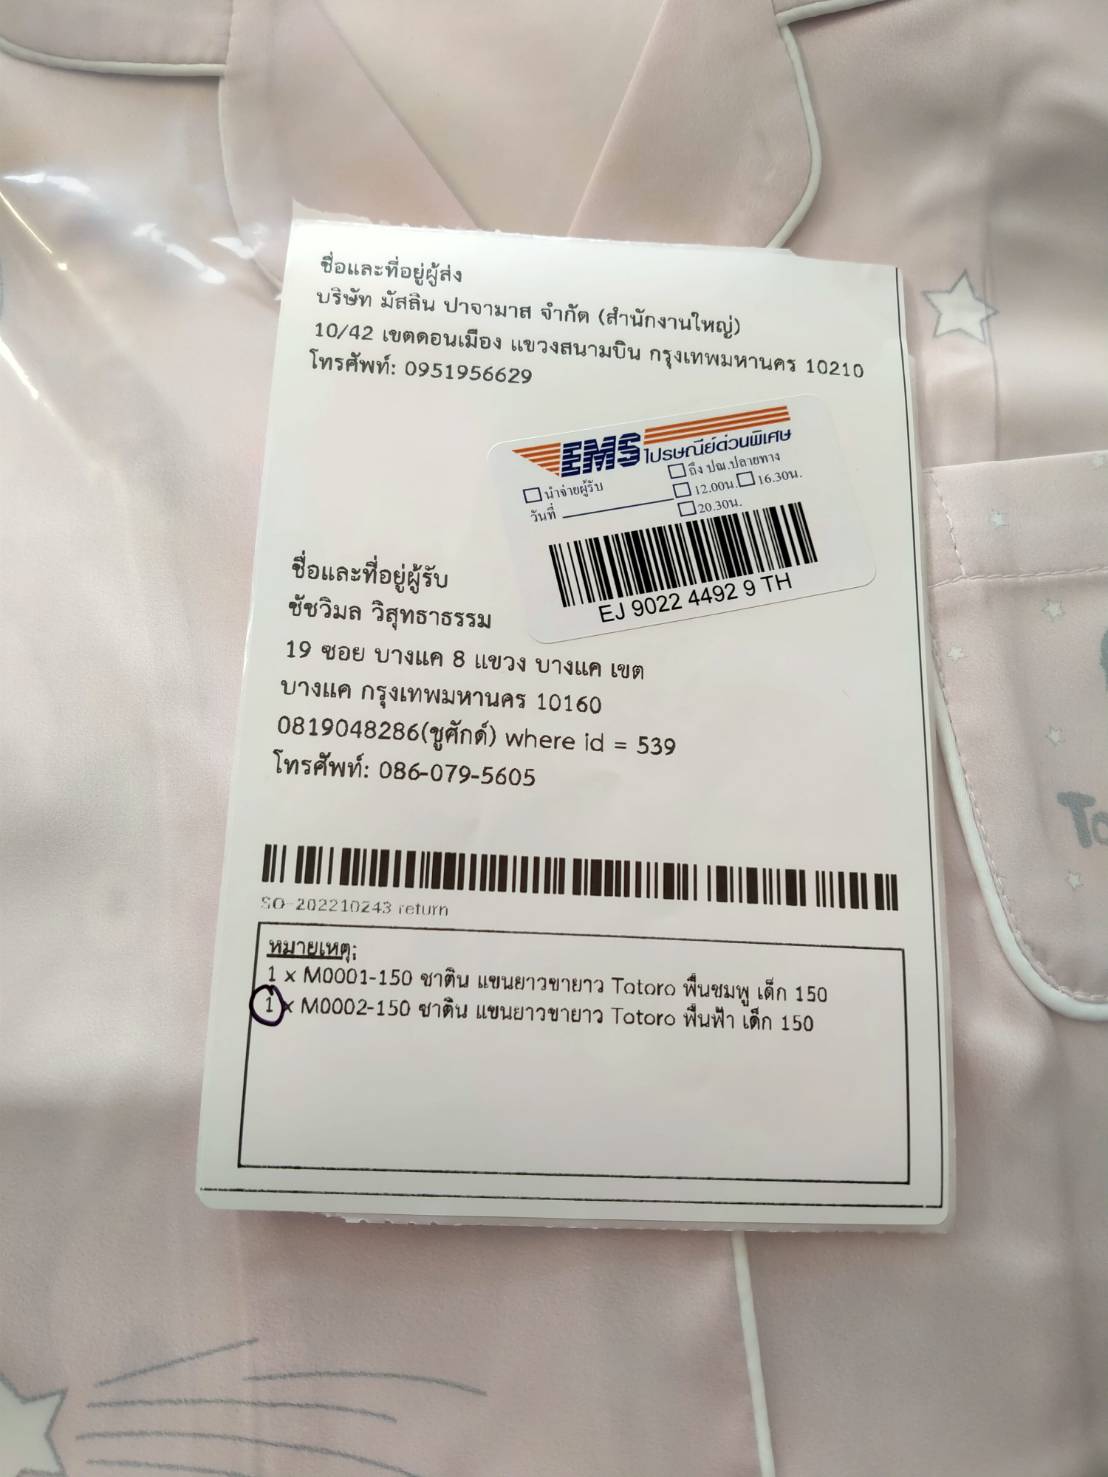 ชื่อและที่อยู่ผู้ส่ง
บริษัท มัสลิน ปาจามาส จำกัด (สำนักงานใหญ่)
10/42 เขตดอนเมือง แขวงสนามบิน กรุงเทพมหานคร 10210
โทรศัพท์: 0951956629
EMS ไปรษณีย์ด่วนพิเศษ
นำจ่ายผู้รับ
ถึง ปณ.ปลายทาง
วันที่
12.00น. 16.30น.
20.30น.
EJ 9022 4492 9 TH
ชื่อและที่อยู่ผู้รับ
ชัชวิมล วิสุทธาธรรม
19 ซอย บางแค 8 แขวง บางแค เขต
บางแค กรุงเทพมหานคร 10160
0819048286(ชูศักดิ์) where id = 539
โทรศัพท์: 086-079-5605
SO-202210243 return
หมายเหตุ:
1 x M0001-150 ซาติน แขนยาวขายาว Totoro พื้นชมพู เด็ก 150
1 x M0002-150 ซาติน แขนยาวขายาว Totoro พื้นฟ้า เด็ก 150
To